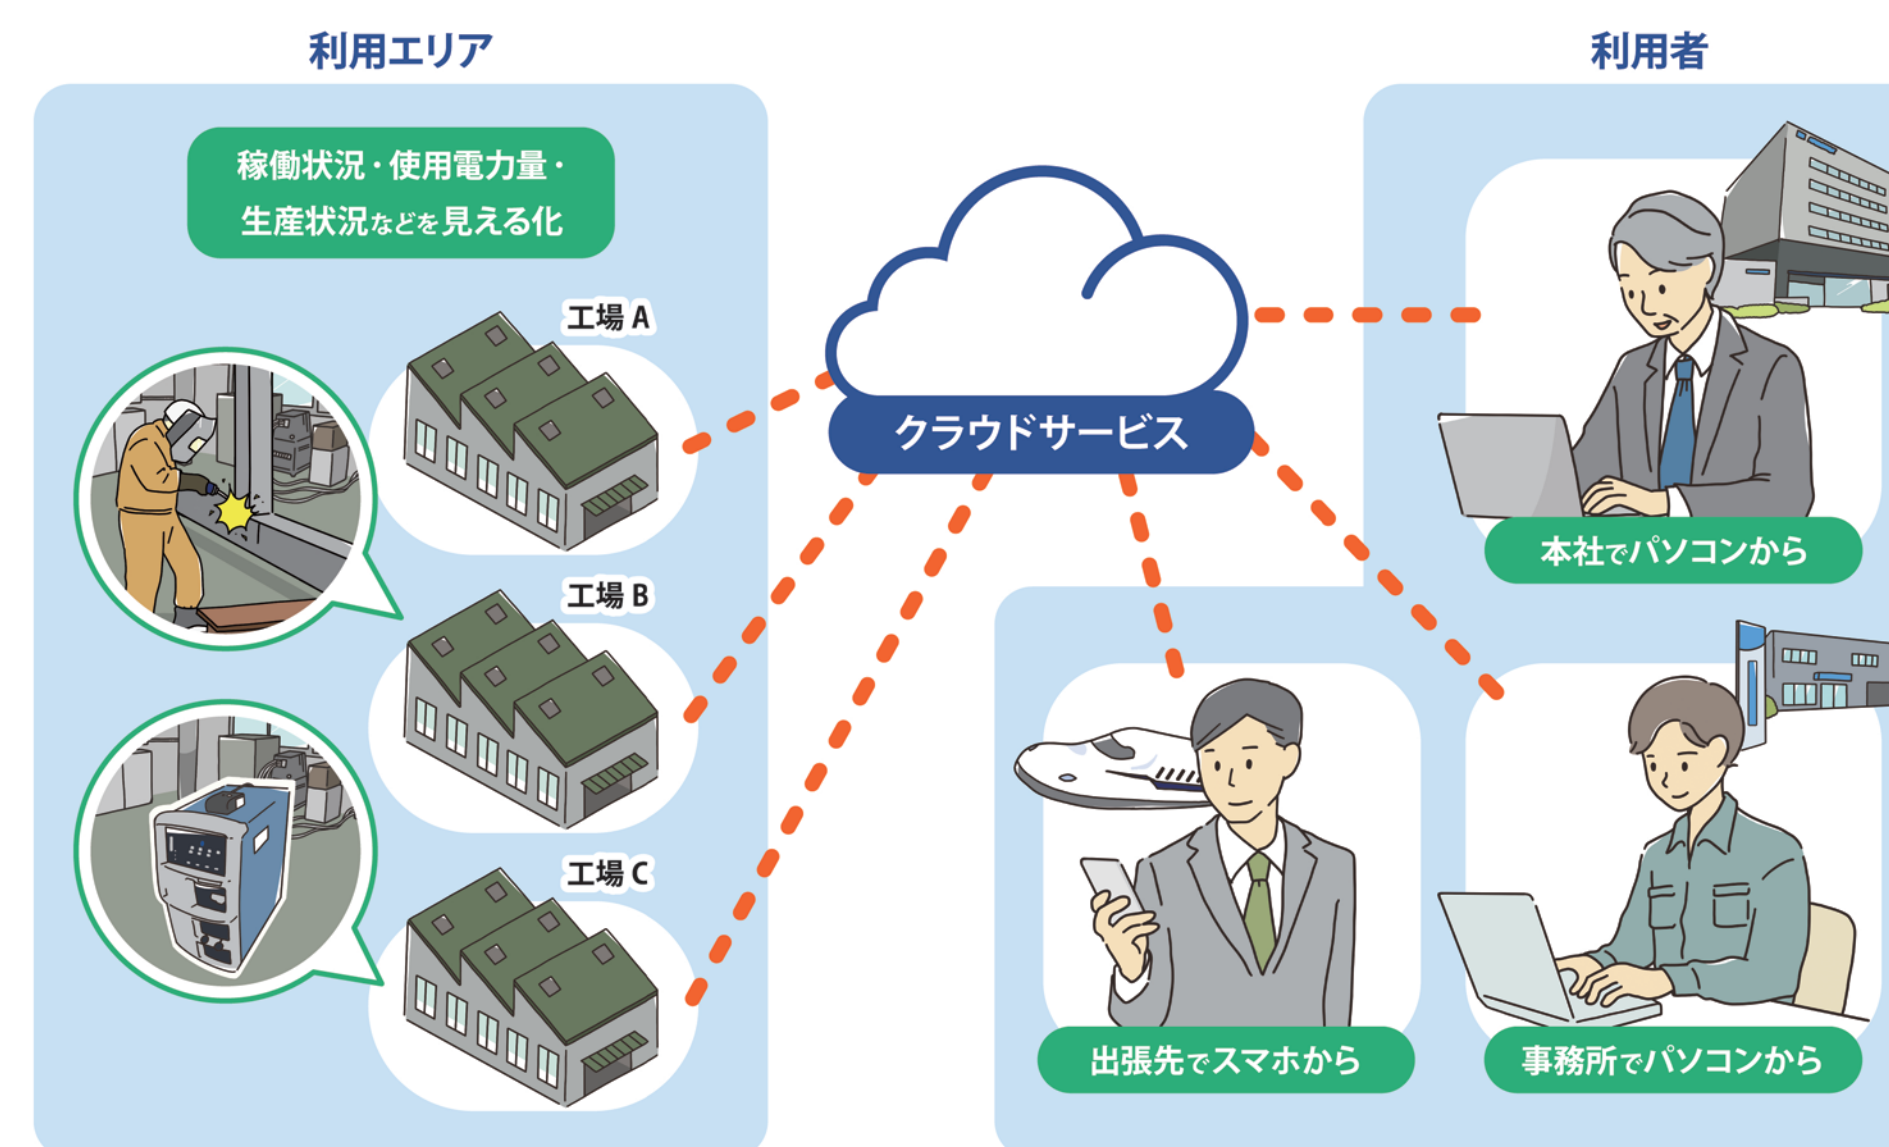 利用エリア
稼働状況・使用電力量・
生産状況などを見える化
工場 A
工場 B
工場 C
クラウドサービス
利用者
本社でパソコンから
出張先でスマホから
事務所でパソコンから